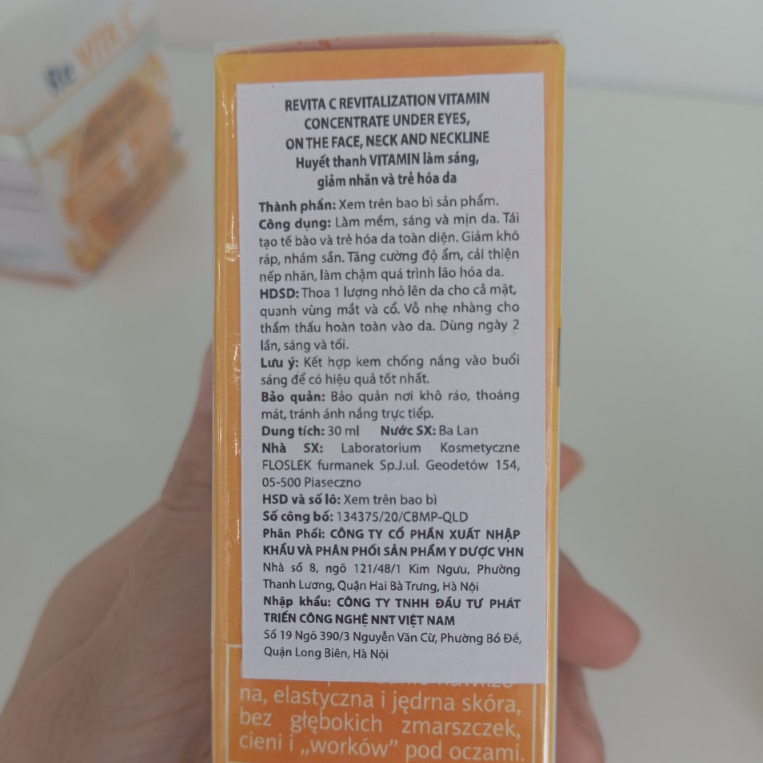 Re VITA C
REVITA C REVITALIZATION VITAMIN
CONCENTRATE UNDER EYES,
ON THE FACE, NECK AND NECKLINE
Huyết thanh VITAMIN làm sáng,
giảm nhăn và trẻ hóa da
Thành phần: Xem trên bao bì sản phẩm.
Công dụng: Làm mềm, sáng và mịn da. Tái
tạo tế bào và trẻ hóa da toàn diện. Giảm khô
ráp, nhám sần. Tăng cường độ ẩm, cải thiện
nếp nhăn, làm chậm quá trình lão hóa da.
HDSD: Thoa 1 lượng nhỏ lên da cho cả mặt,
quanh vùng mắt và cổ. Vỗ nhẹ nhàng cho
thẩm thấu hoàn toàn vào da. Dùng ngày 2
lần, sáng và tối.
Lưu ý: Kết hợp kem chống nắng vào buổi
sáng để có hiệu quả tốt nhất.
Bảo quản: Bảo quản nơi khô ráo, thoáng
mát, tránh ánh nắng trực tiếp.
Dung tích: 30 ml Nước SX: Ba Lan
Nhà SX: Laboratorium Kosmetyczne
FLOSLEK furmanek Sp.J.ul. Geodetów 154,
05-500 Piaseczno
HSD và số lô: Xem trên bao bì
Số công bố: 134375/20/CBMP-QLD
Phân Phối: CÔNG TY CỔ PHẦN XUẤT NHẬP
KHẨU VÀ PHÂN PHỐI SẢN PHẨM Y DƯỢC VHN
Nhà số 8, ngõ 121/48/1 Kim Ngưu, Phường
Thanh Lương, Quận Hai Bà Trưng, Hà Nội
Nhập khẩu: CÔNG TY TNHH ĐẦU TƯ PHÁT
TRIỂN CÔNG NGHỆ NNT VIỆT NAM
Số 19 Ngõ 390/3 Nguyễn Văn Cừ, Phường Bồ Đề,
Quận Long Biên, Hà Nội
na, elastyczna i jędrna skóra,
bez głębokich zmarszczek,
cieni i „worków” pod oczami.